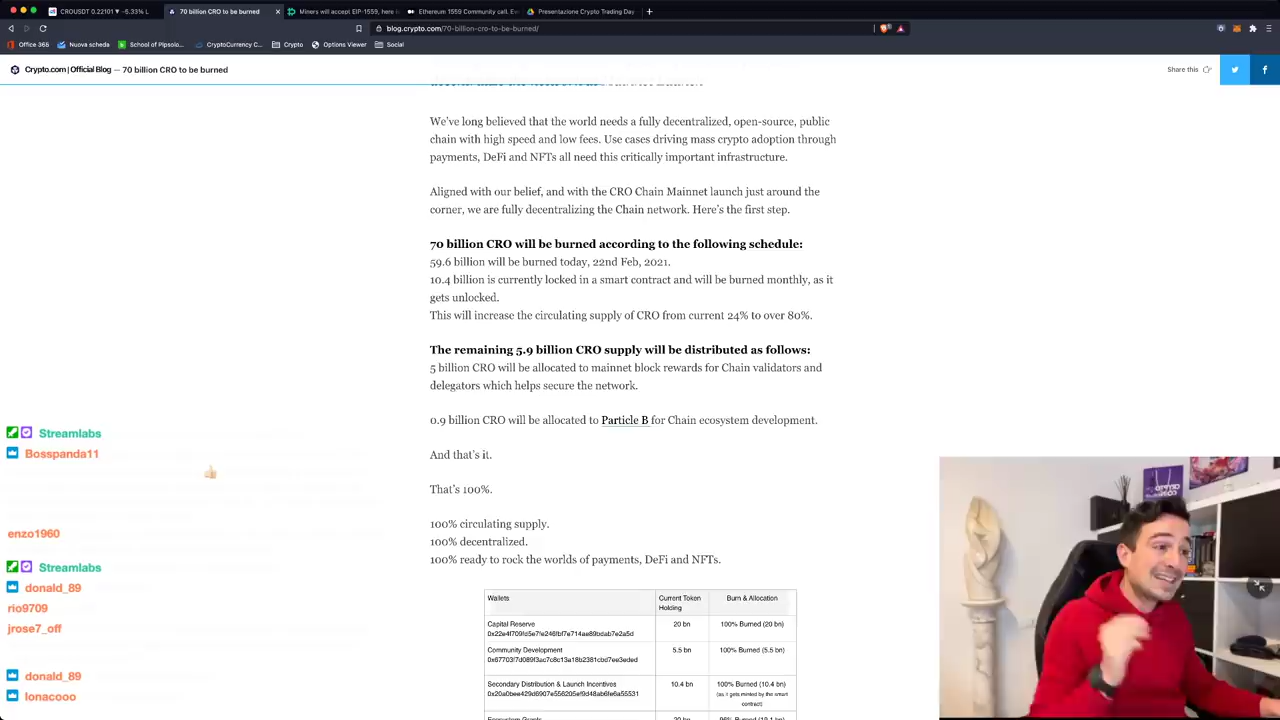 CROUSDT 0.22101 ▼ −6.33% L
70 billion CRO to be burned
Miners will accept EIP-1559, here is
Ethereum 1559 Community call. Ev
Presentazione Crypto Trading Day
blog.crypto.com/70-billion-cro-to-be-burned/
Office 365
Nuova scheda
School of Pipsolo...
CryptoCurrency C...
Crypto
Options Viewer
Social
Crypto.com | Official Blog — 70 billion CRO to be burned
Share this
We've long believed that the world needs a fully decentralized, open-source, public
chain with high speed and low fees. Use cases driving mass crypto adoption through
payments, DeFi and NFTs all need this critically important infrastructure.
Aligned with our belief, and with the CRO Chain Mainnet launch just around the
corner, we are fully decentralizing the Chain network. Here's the first step.
70 billion CRO will be burned according to the following schedule:
59.6 billion will be burned today, 22nd Feb, 2021.
10.4 billion is currently locked in a smart contract and will be burned monthly, as it
gets unlocked.
This will increase the circulating supply of CRO from current 24% to over 80%.
The remaining 5.9 billion CRO supply will be distributed as follows:
5 billion CRO will be allocated to mainnet block rewards for Chain validators and
delegators which helps secure the network.
0.9 billion CRO will be allocated to Particle B for Chain ecosystem development.
And that's it.
That's 100%.
100% circulating supply.
100% decentralized.
100% ready to rock the worlds of payments, DeFi and NFTs.
Wallets
Current Token
Holding
Burn & Allocation
Capital Reserve
20 bn
100% Burned (20 bn)
Community Development
5.5 bn
100% Burned (5.5 bn)
Secondary Distribution & Launch Incentives
10.4 bn
100% Burned (10.4 bn)
(as it gets minted by the smart
contract)
Ecosystem Grants
20 bn
Streamlabs
Bosspanda11
enzo1960
Streamlabs
donald_89
rio9709
jrose7_off
donald_89
lonacooo